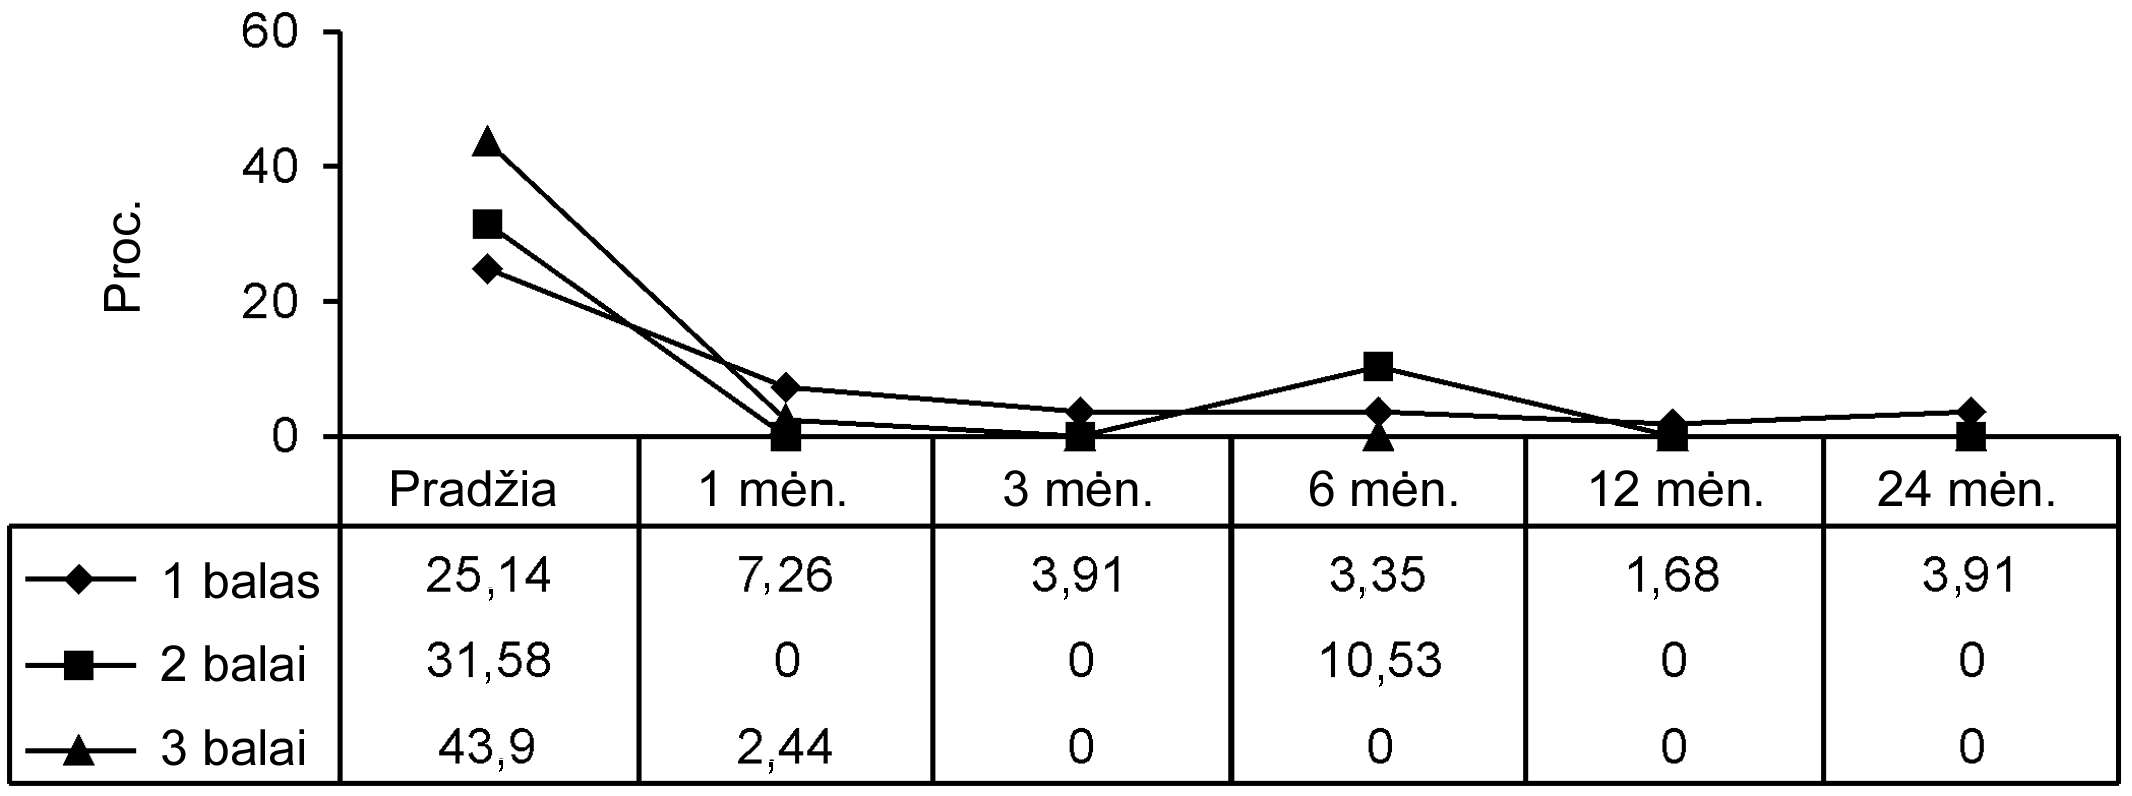 60
40
20
0
Proc.
Pradžia 1 mėn. 3 mėn. 6 mėn. 12 mėn. 24 mėn.
1 balas 25,14 7,26 3,91 3,35 1,68 3,91
2 balai 31,58 0 0 10,53 0 0
3 balai 43,9 2,44 0 0 0 0